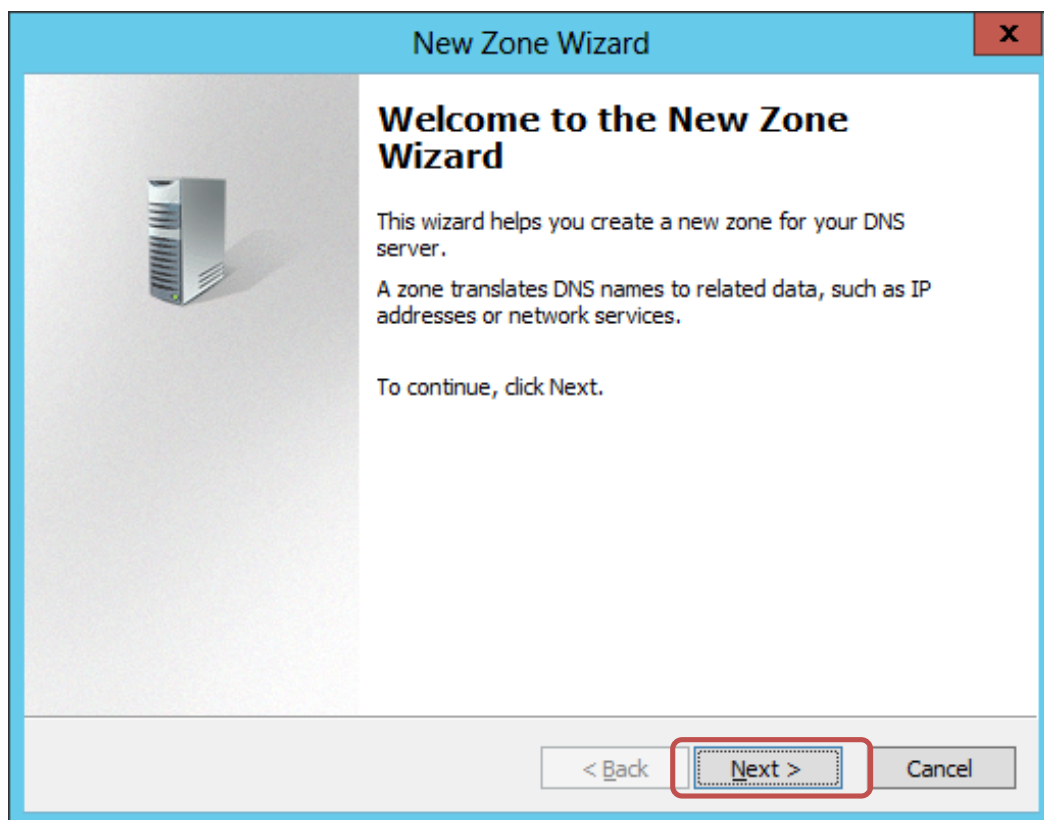 New Zone Wizard
x
Welcome to the New Zone
Wizard
This wizard helps you create a new zone for your DNS
server.
A zone translates DNS names to related data, such as IP
addresses or network services.
To continue, click Next.
< Back
Next >
Cancel